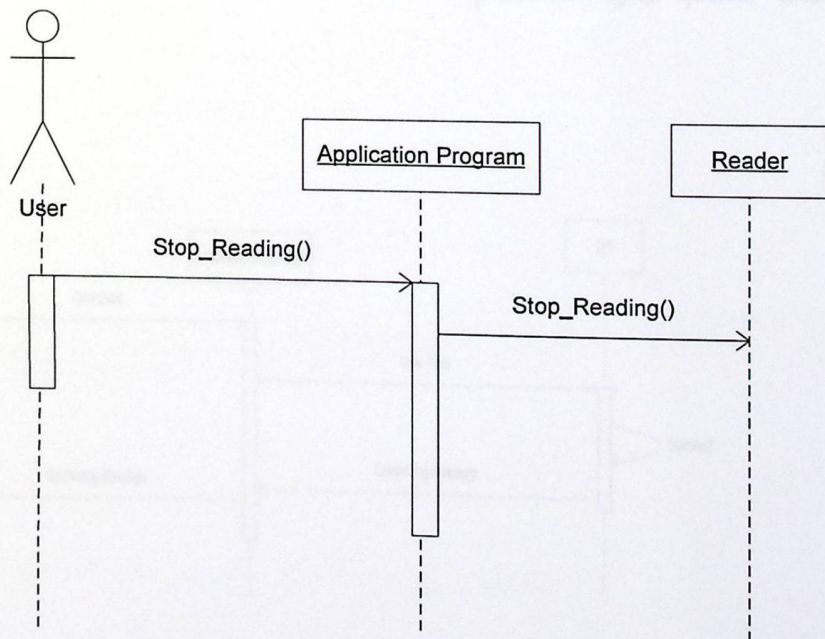 Application Program
Reader
User
Stop_Reading()
Stop_Reading()